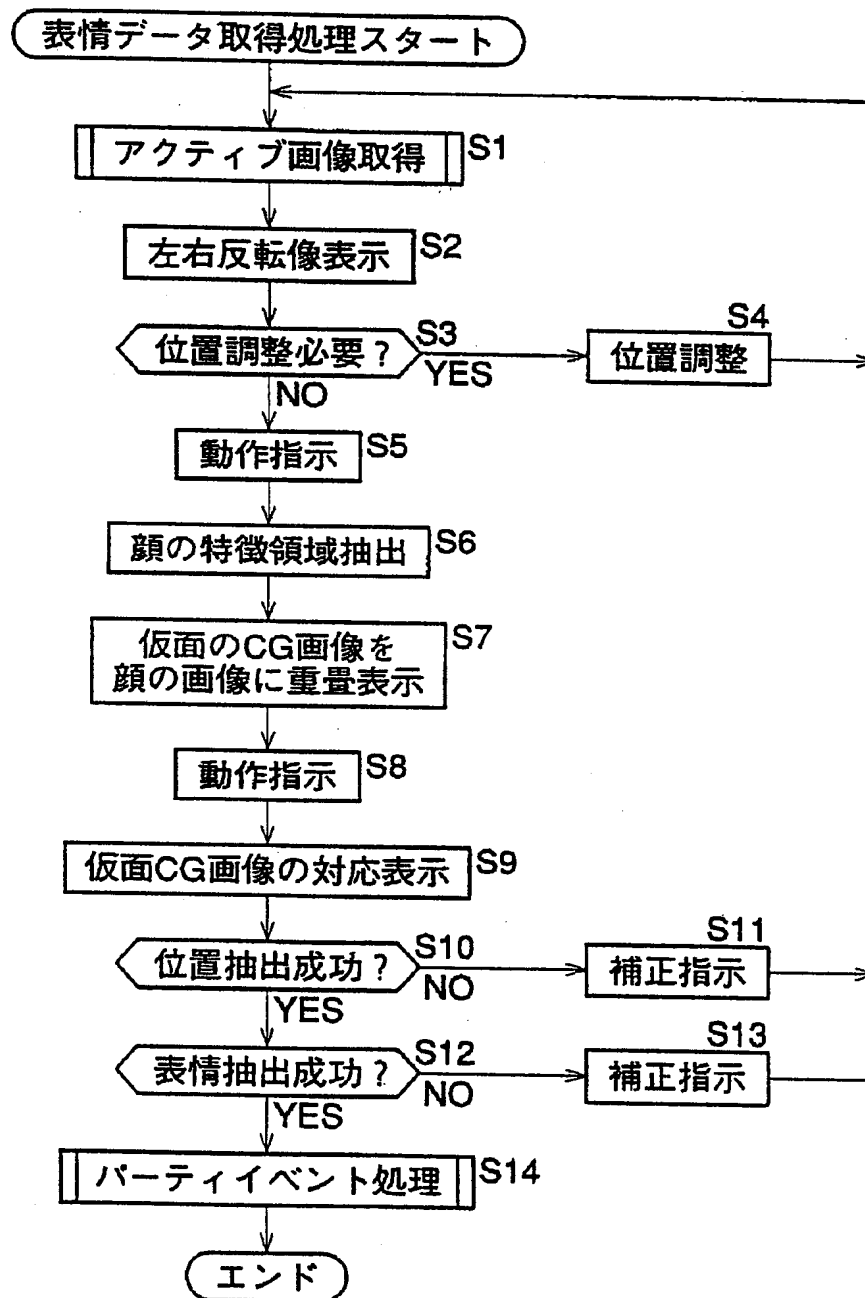 表情データ取得処理スタート
アクティブ画像取得
S1
左右反転像表示
S2
位置調整必要？
S3
YES
NO
S4
位置調整
動作指示
S5
顔の特徴領域抽出
S6
仮面のCG画像を
顔の画像に重畳表示
S7
動作指示
S8
仮面CG画像の対応表示
S9
位置抽出成功？
S10
NO
YES
S11
補正指示
表情抽出成功？
S12
NO
YES
S13
補正指示
パーティイベント処理
S14
エンド